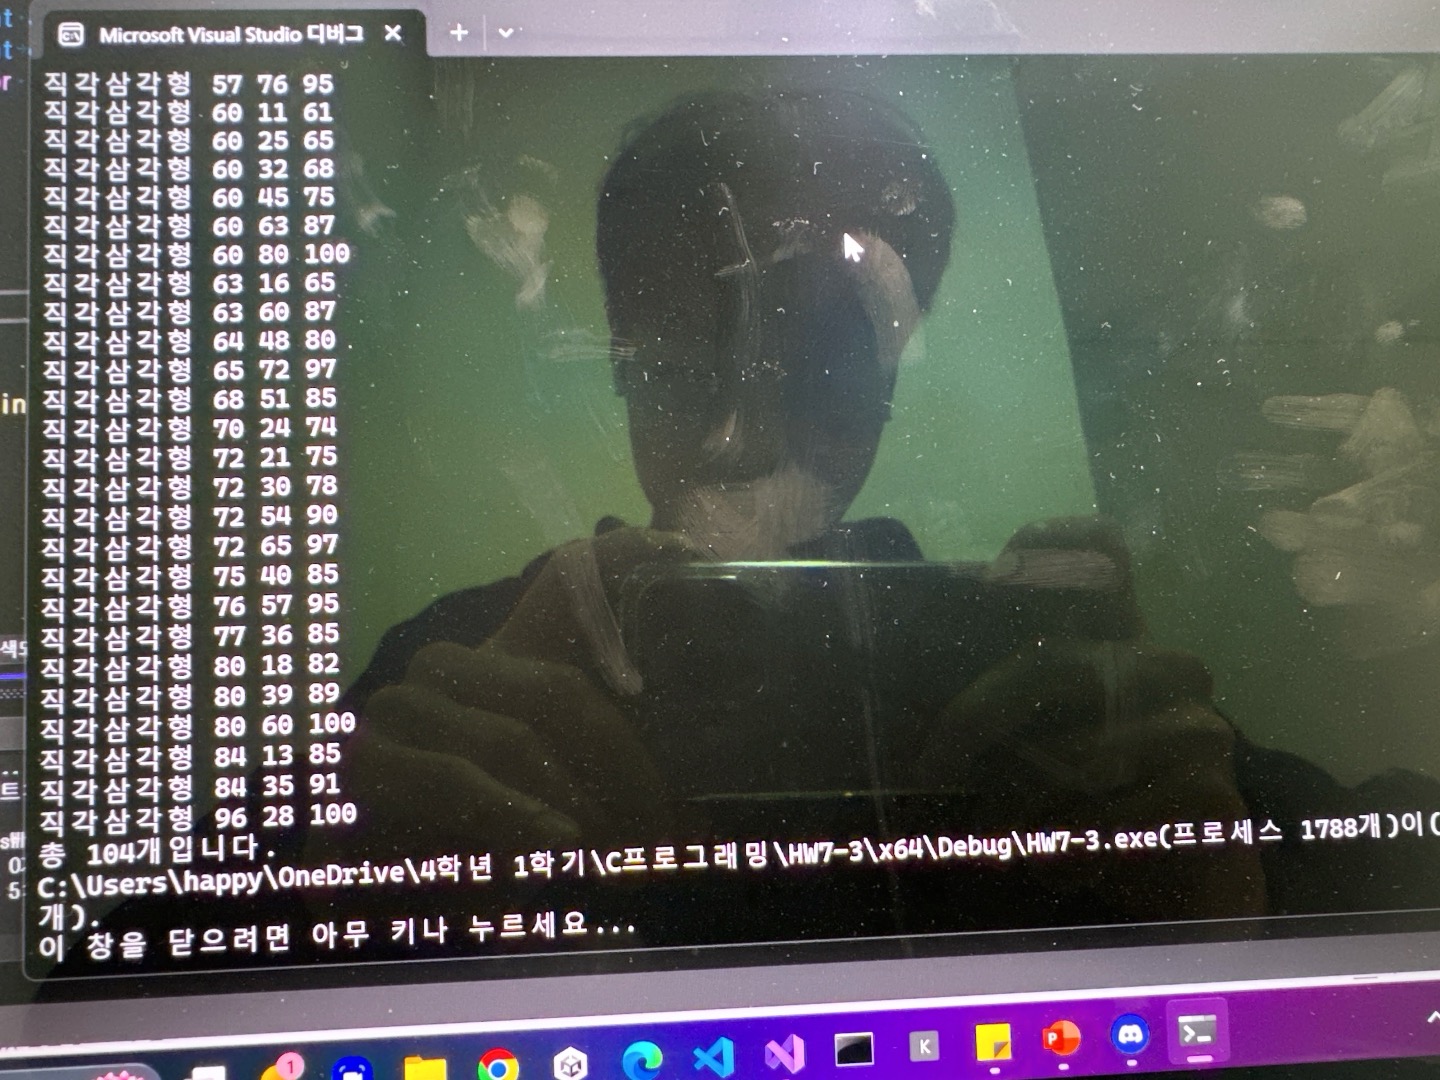 Microsoft Visual Studio 디버그
직각삼각형 57 76 95
직각삼각형 60 11 61
직각삼각형 60 25 65
직각삼각형 60 32 68
직각삼각형 60 45 75
직각삼각형 60 63 87
직각삼각형 60 80 100
직각삼각형 63 16 65
직각삼각형 63 60 87
직각삼각형 64 48 80
직각삼각형 65 72 97
직각삼각형 68 51 85
직각삼각형 70 24 74
직각삼각형 72 21 75
직각삼각형 72 30 78
직각삼각형 72 54 90
직각삼각형 72 65 97
직각삼각형 75 40 85
직각삼각형 76 57 95
직각삼각형 77 36 85
직각삼각형 80 18 82
직각삼각형 80 39 89
직각삼각형 80 60 100
직각삼각형 84 13 85
직각삼각형 84 35 91
직각삼각형 96 28 100
총 104개입니다.
C:\Users\happy\OneDrive\4학년 1학기\C프로그래밍\HW7-3\x64\Debug\HW7-3.exe(프로세스 1788개)이(
개).
이 창을 닫으려면 아무 키나 누르세요...
1
K
P